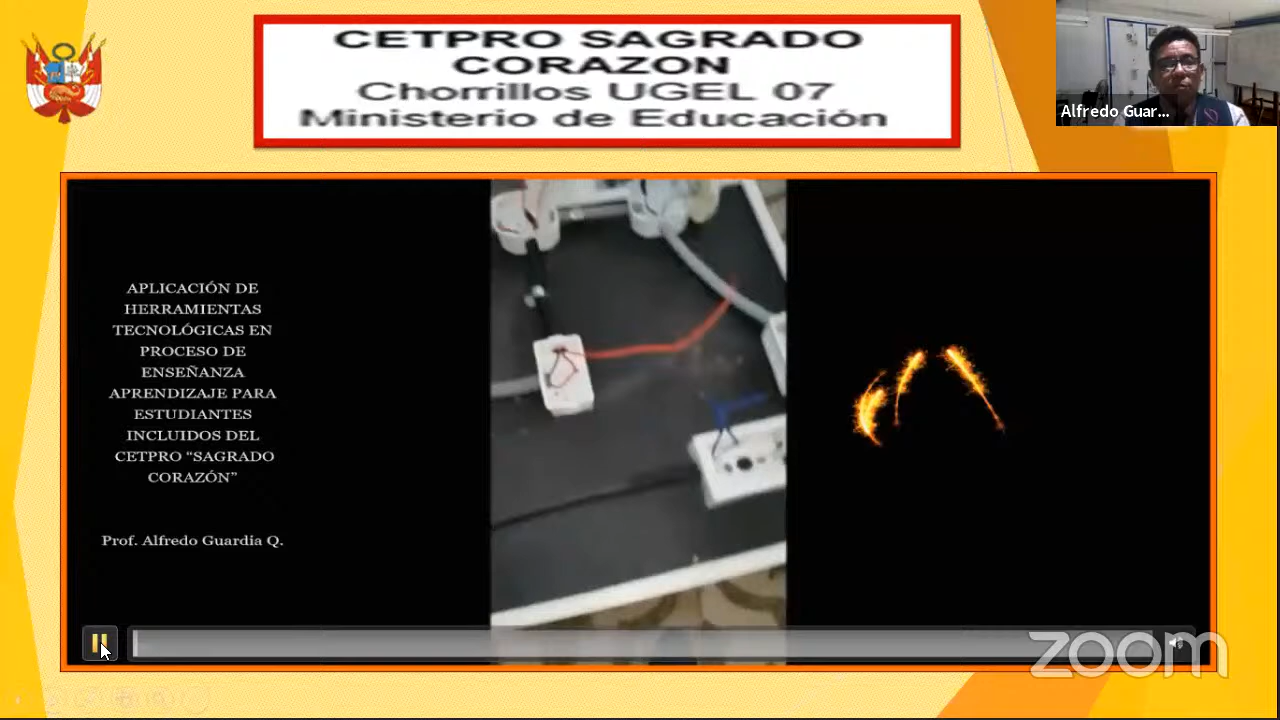 CETPRO SAGRADO
CORAZON
Chorrillos UGEL 07
Ministerio de Educación
Alfredo Guar...
APLICACIÓN DE
HERRAMIENTAS
TECNOLÓGICAS EN
PROCESO DE
ENSEÑANZA
APRENDIZAJE PARA
ESTUDIANTES
INCLUIDOS DEL
CETPRO “SAGRADO
CORAZÓN”
Prof. Alfredo Guardia Q.
zoom